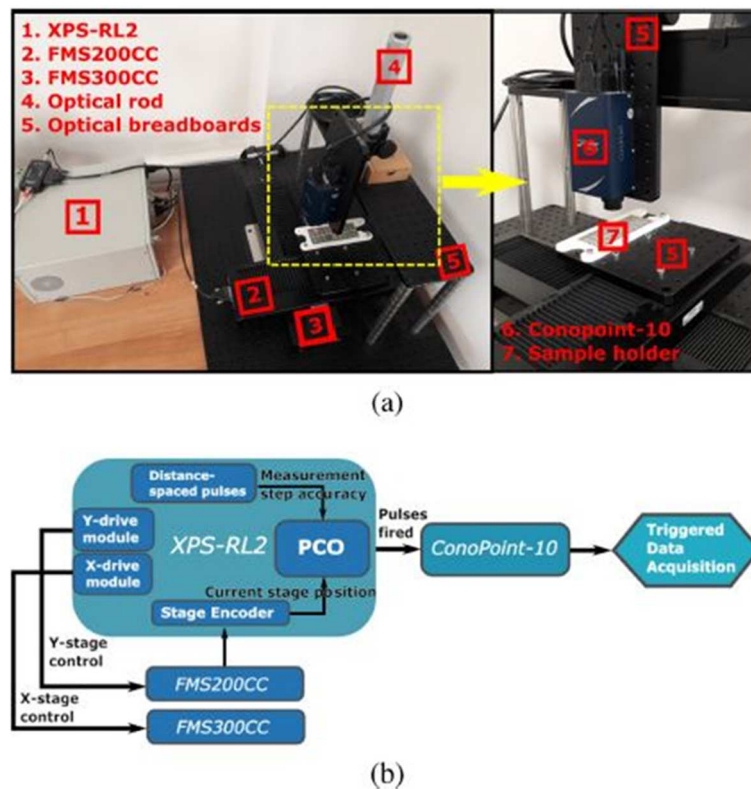 1. XPS-RL2
2. FMS200CC
3. FMS300CC
4. Optical rod
5. Optical breadboards
4
1
5
2
3
5
6
7
5
6. Conopoint-10
7. Sample holder
(a)
Distance-
spaced pulses
Measurement
step accuracy
Y-drive
module
XPS-RL2
PCO
Pulses
fired
ConoPoint-10
Triggered
Data
Acquisition
X-drive
module
Current stage position
Stage Encoder
Y-stage
control
FMS200CC
X-stage
control
FMS300CC
(b)